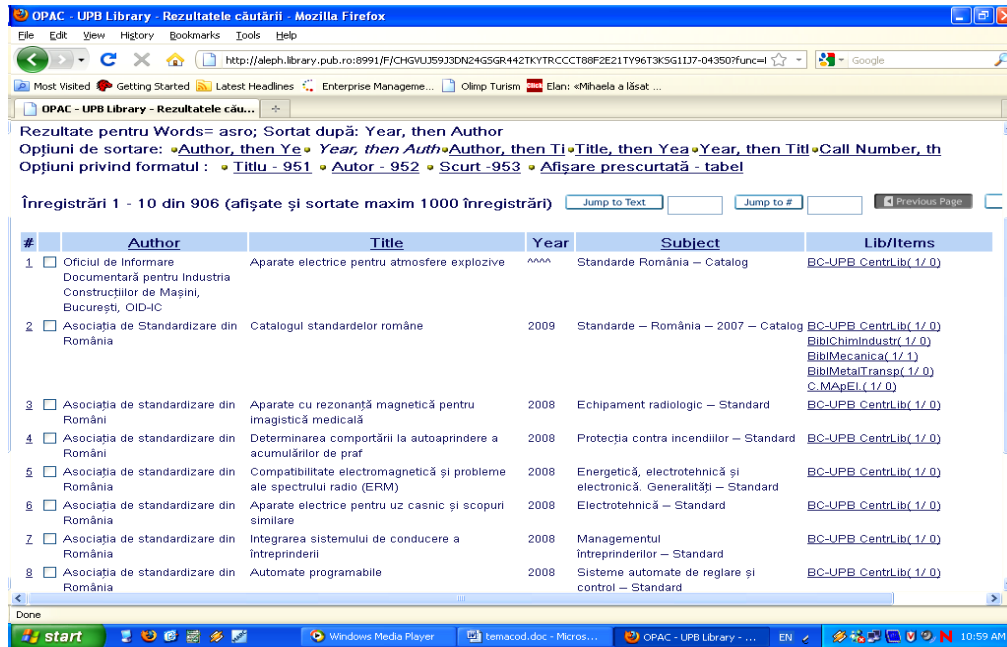 OPAC - UPB Library - Rezultatele căutării - Mozilla Firefox
File Edit View History Bookmarks Tools Help
http://aleph.library.pub.ro:8991/F/CHGVUJ59J3DN24GSGR442TKYTRCCCT88F2E21TY96T3KSG1IJ7-04350?func=l Google
Most Visited Getting Started Latest Headlines Enterprise Manageme... Olimp Turism Elan: «Mihaela a lăsat ...
OPAC - UPB Library - Rezultatele cău...
Rezultate pentru Words= asro; Sortat după: Year, then Author
Opțiuni de sortare: Author, then Ye Year, then Auth Author, then Ti Title, then Yea Year, then Titl Call Number, th
Opțiuni privind formatul : Titlu - 951 Autor - 952 Scurt -953 Afișare prescurtată - tabel
Înregistrări 1 - 10 din 906 (afișate și sortate maxim 1000 înregistrări) Jump to Text Jump to # Previous Page
# Author Title Year Subject Lib/Items
1 Oficiul de Informare Aparate electrice pentru atmosfere explozive ^^^^ Standarde România — Catalog BC-UPB CentrLib( 1/ 0)
Documentară pentru Industria
Construcțiilor de Mașini,
București, OID-IC
2 Asociația de Standardizare din Catalogul standardelor române 2009 Standarde — România — 2007 — Catalog BC-UPB CentrLib( 1/ 0)
România BiblChimIndustr( 1/ 0)
BiblMecanica( 1/ 1)
BiblMetalTransp( 1/ 0)
C.MApEl.( 1/ 0)
3 Asociația de standardizare din Aparate cu rezonanță magnetică pentru 2008 Echipament radiologic — Standard BC-UPB CentrLib( 1/ 0)
Români imagistică medicală
4 Asociația de standardizare din Determinarea comportării la autoaprindere a 2008 Protecția contra incendiilor — Standard BC-UPB CentrLib( 1/ 0)
Români acumulărilor de praf
5 Asociația de standardizare din Compatibilitate electromagnetică și probleme 2008 Energetică, electrotehnică și BC-UPB CentrLib( 1/ 0)
România ale spectrului radio (ERM) electronică. Generalități — Standard
6 Asociația de standardizare din Aparate electrice pentru uz casnic și scopuri 2008 Electrotehnică — Standard BC-UPB CentrLib( 1/ 0)
România similare
7 Asociația de standardizare din Integrarea sistemului de conducere a 2008 Managementul BC-UPB CentrLib( 1/ 0)
România întreprinderii întreprinderilor — Standard
8 Asociația de standardizare din Automate programabile 2008 Sisteme automate de reglare și BC-UPB CentrLib( 1/ 0)
România control — Standard
Done
start Windows Media Player temacod.doc - Micros... OPAC - UPB Library - ... EN 10:59 AM